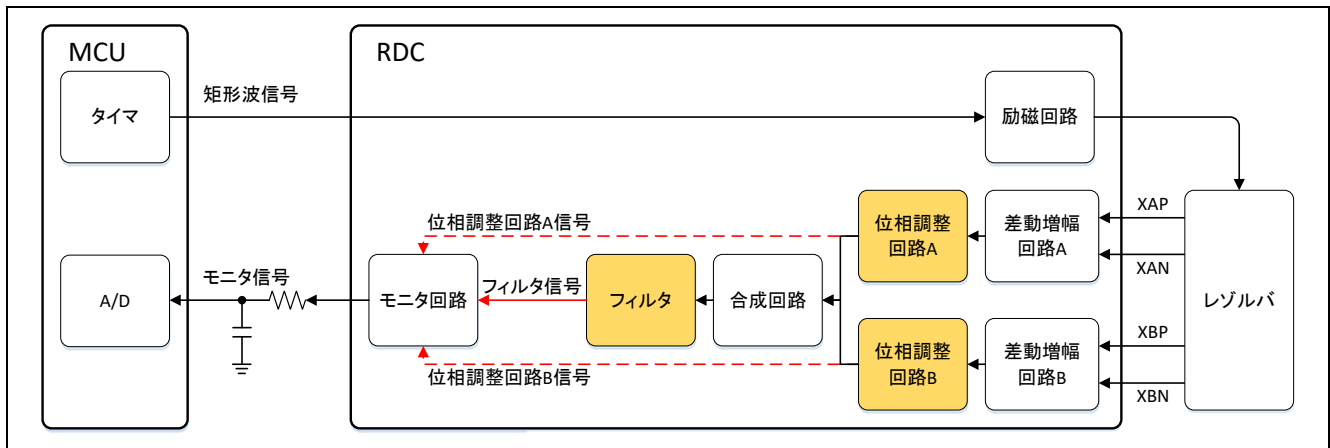 MCU
RDC
タイマ
矩形波信号
励磁回路
位相調整回路A信号
位相調整
回路A
差動増幅
回路A
XAP
XAN
A/D
モニタ信号
モニタ回路
フィルタ信号
フィルタ
合成回路
レゾルバ
位相調整回路B信号
位相調整
回路B
差動増幅
回路B
XBP
XBN